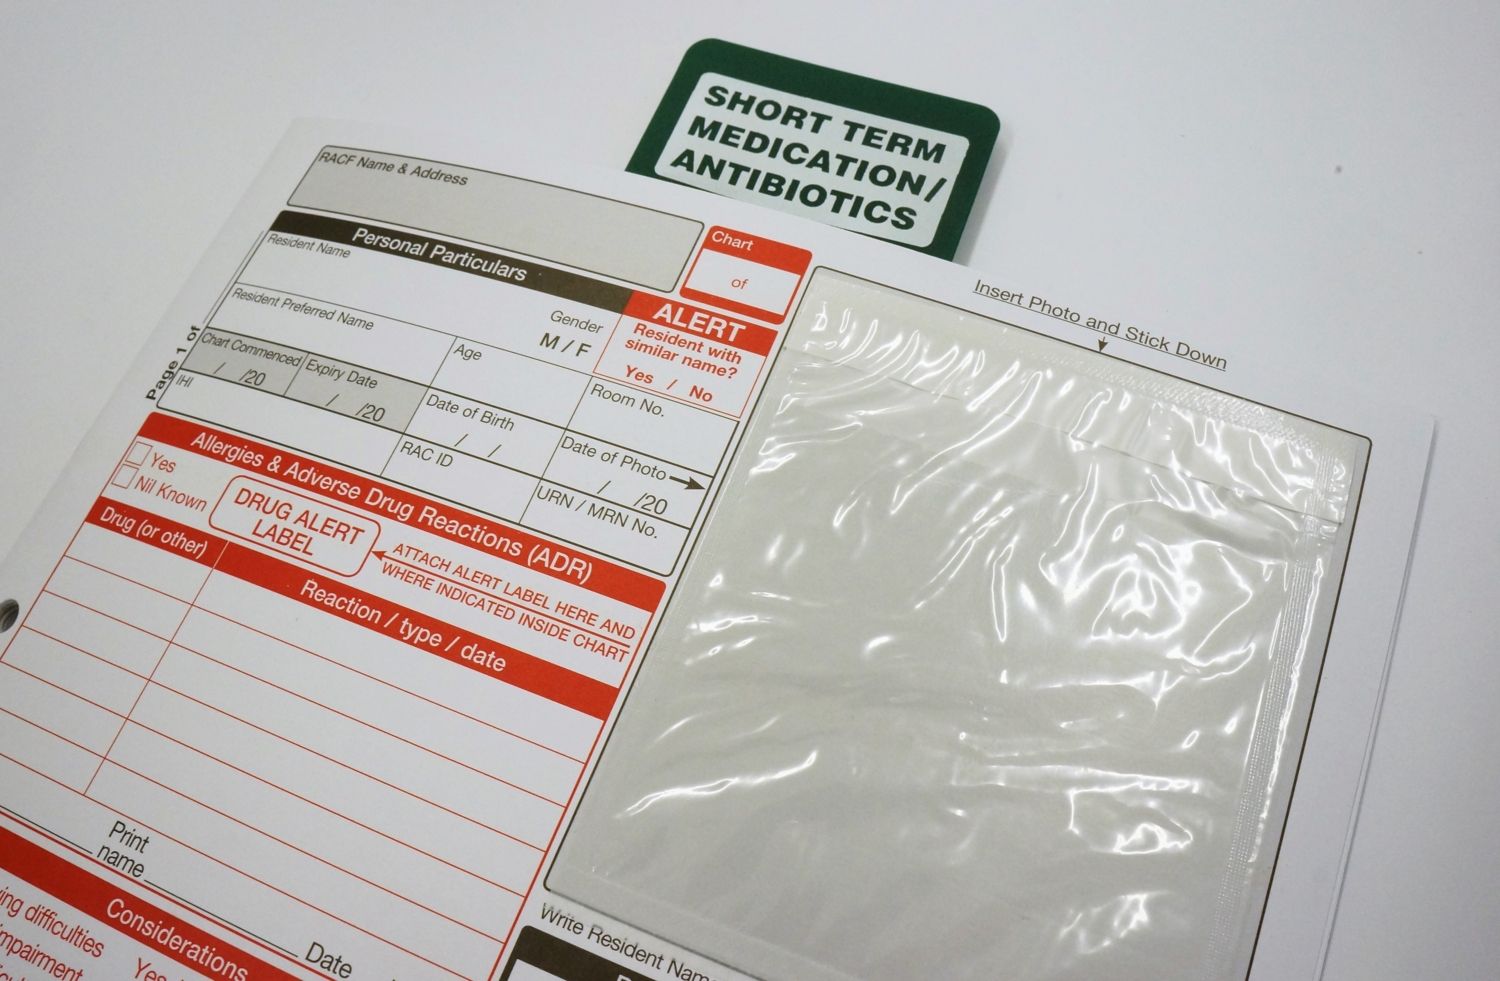 SHORT TERM
MEDICATION/
ANTIBIOTICS
RACF Name & Address
Personal Particulars
Chart
of
Insert Photo and Stick Down
Resident Name
Gender
M / F
ALERT
Resident with
similar name?
Yes / No
Resident Preferred Name
Age
Room No.
Page 1 of
Chart Commenced
/ /20
Expiry Date
/ /20
Date of Birth
/ /
Date of Photo
/ /20
IHI
RAC ID
URN / MRN No.
Allergies & Adverse Drug Reactions (ADR)
Yes
Nil Known
DRUG ALERT
LABEL
ATTACH ALERT LABEL HERE AND
WHERE INDICATED INSIDE CHART
Drug (or other)
Reaction / type / date
Print
name
Date
Considerations
difficulties
Yes
Write Resident Name